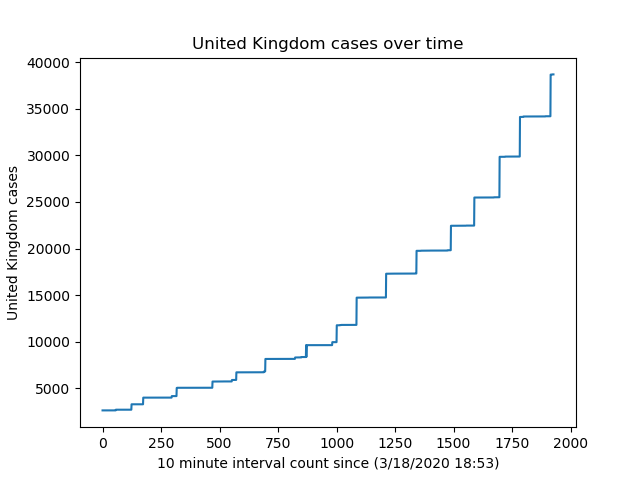 United Kingdom cases over time
40000
35000
30000
25000
20000
15000
10000
5000
United Kingdom cases
0 250 500 750 1000 1250 1500 1750 2000
10 minute interval count since (3/18/2020 18:53)